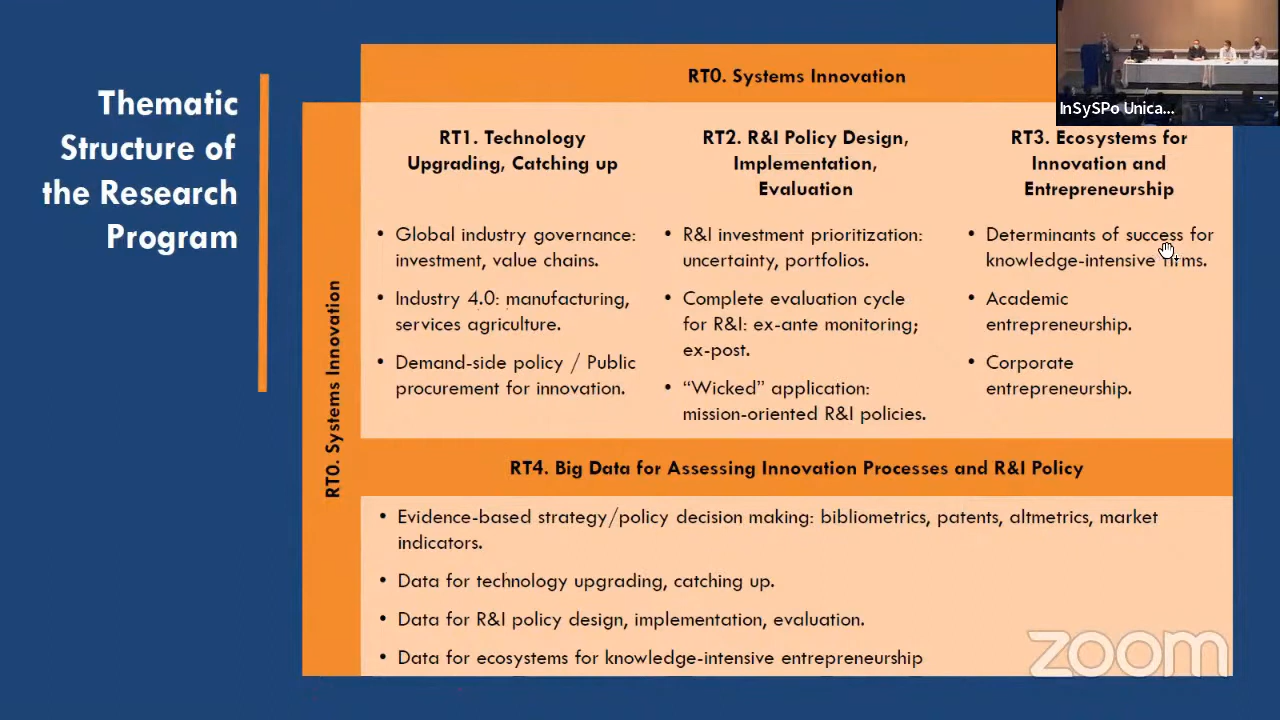 Thematic
Structure of
the Research
Program
RT0. Systems Innovation
InSySPo Unica...
RT0. Systems Innovation
RT1. Technology
Upgrading, Catching up
• Global industry governance:
investment, value chains.
• Industry 4.0: manufacturing,
services agriculture.
• Demand-side policy / Public
procurement for innovation.
RT2. R&I Policy Design,
Implementation,
Evaluation
• R&I investment prioritization:
uncertainty, portfolios.
• Complete evaluation cycle
for R&I: ex-ante monitoring;
ex-post.
• “Wicked” application:
mission-oriented R&I policies.
RT3. Ecosystems for
Innovation and
Entrepreneurship
• Determinants of success for
knowledge-intensive firms.
• Academic
entrepreneurship.
• Corporate
entrepreneurship.
RT4. Big Data for Assessing Innovation Processes and R&I Policy
• Evidence-based strategy/policy decision making: bibliometrics, patents, altmetrics, market
indicators.
• Data for technology upgrading, catching up.
• Data for R&I policy design, implementation, evaluation.
• Data for ecosystems for knowledge-intensive entrepreneurship
zoom